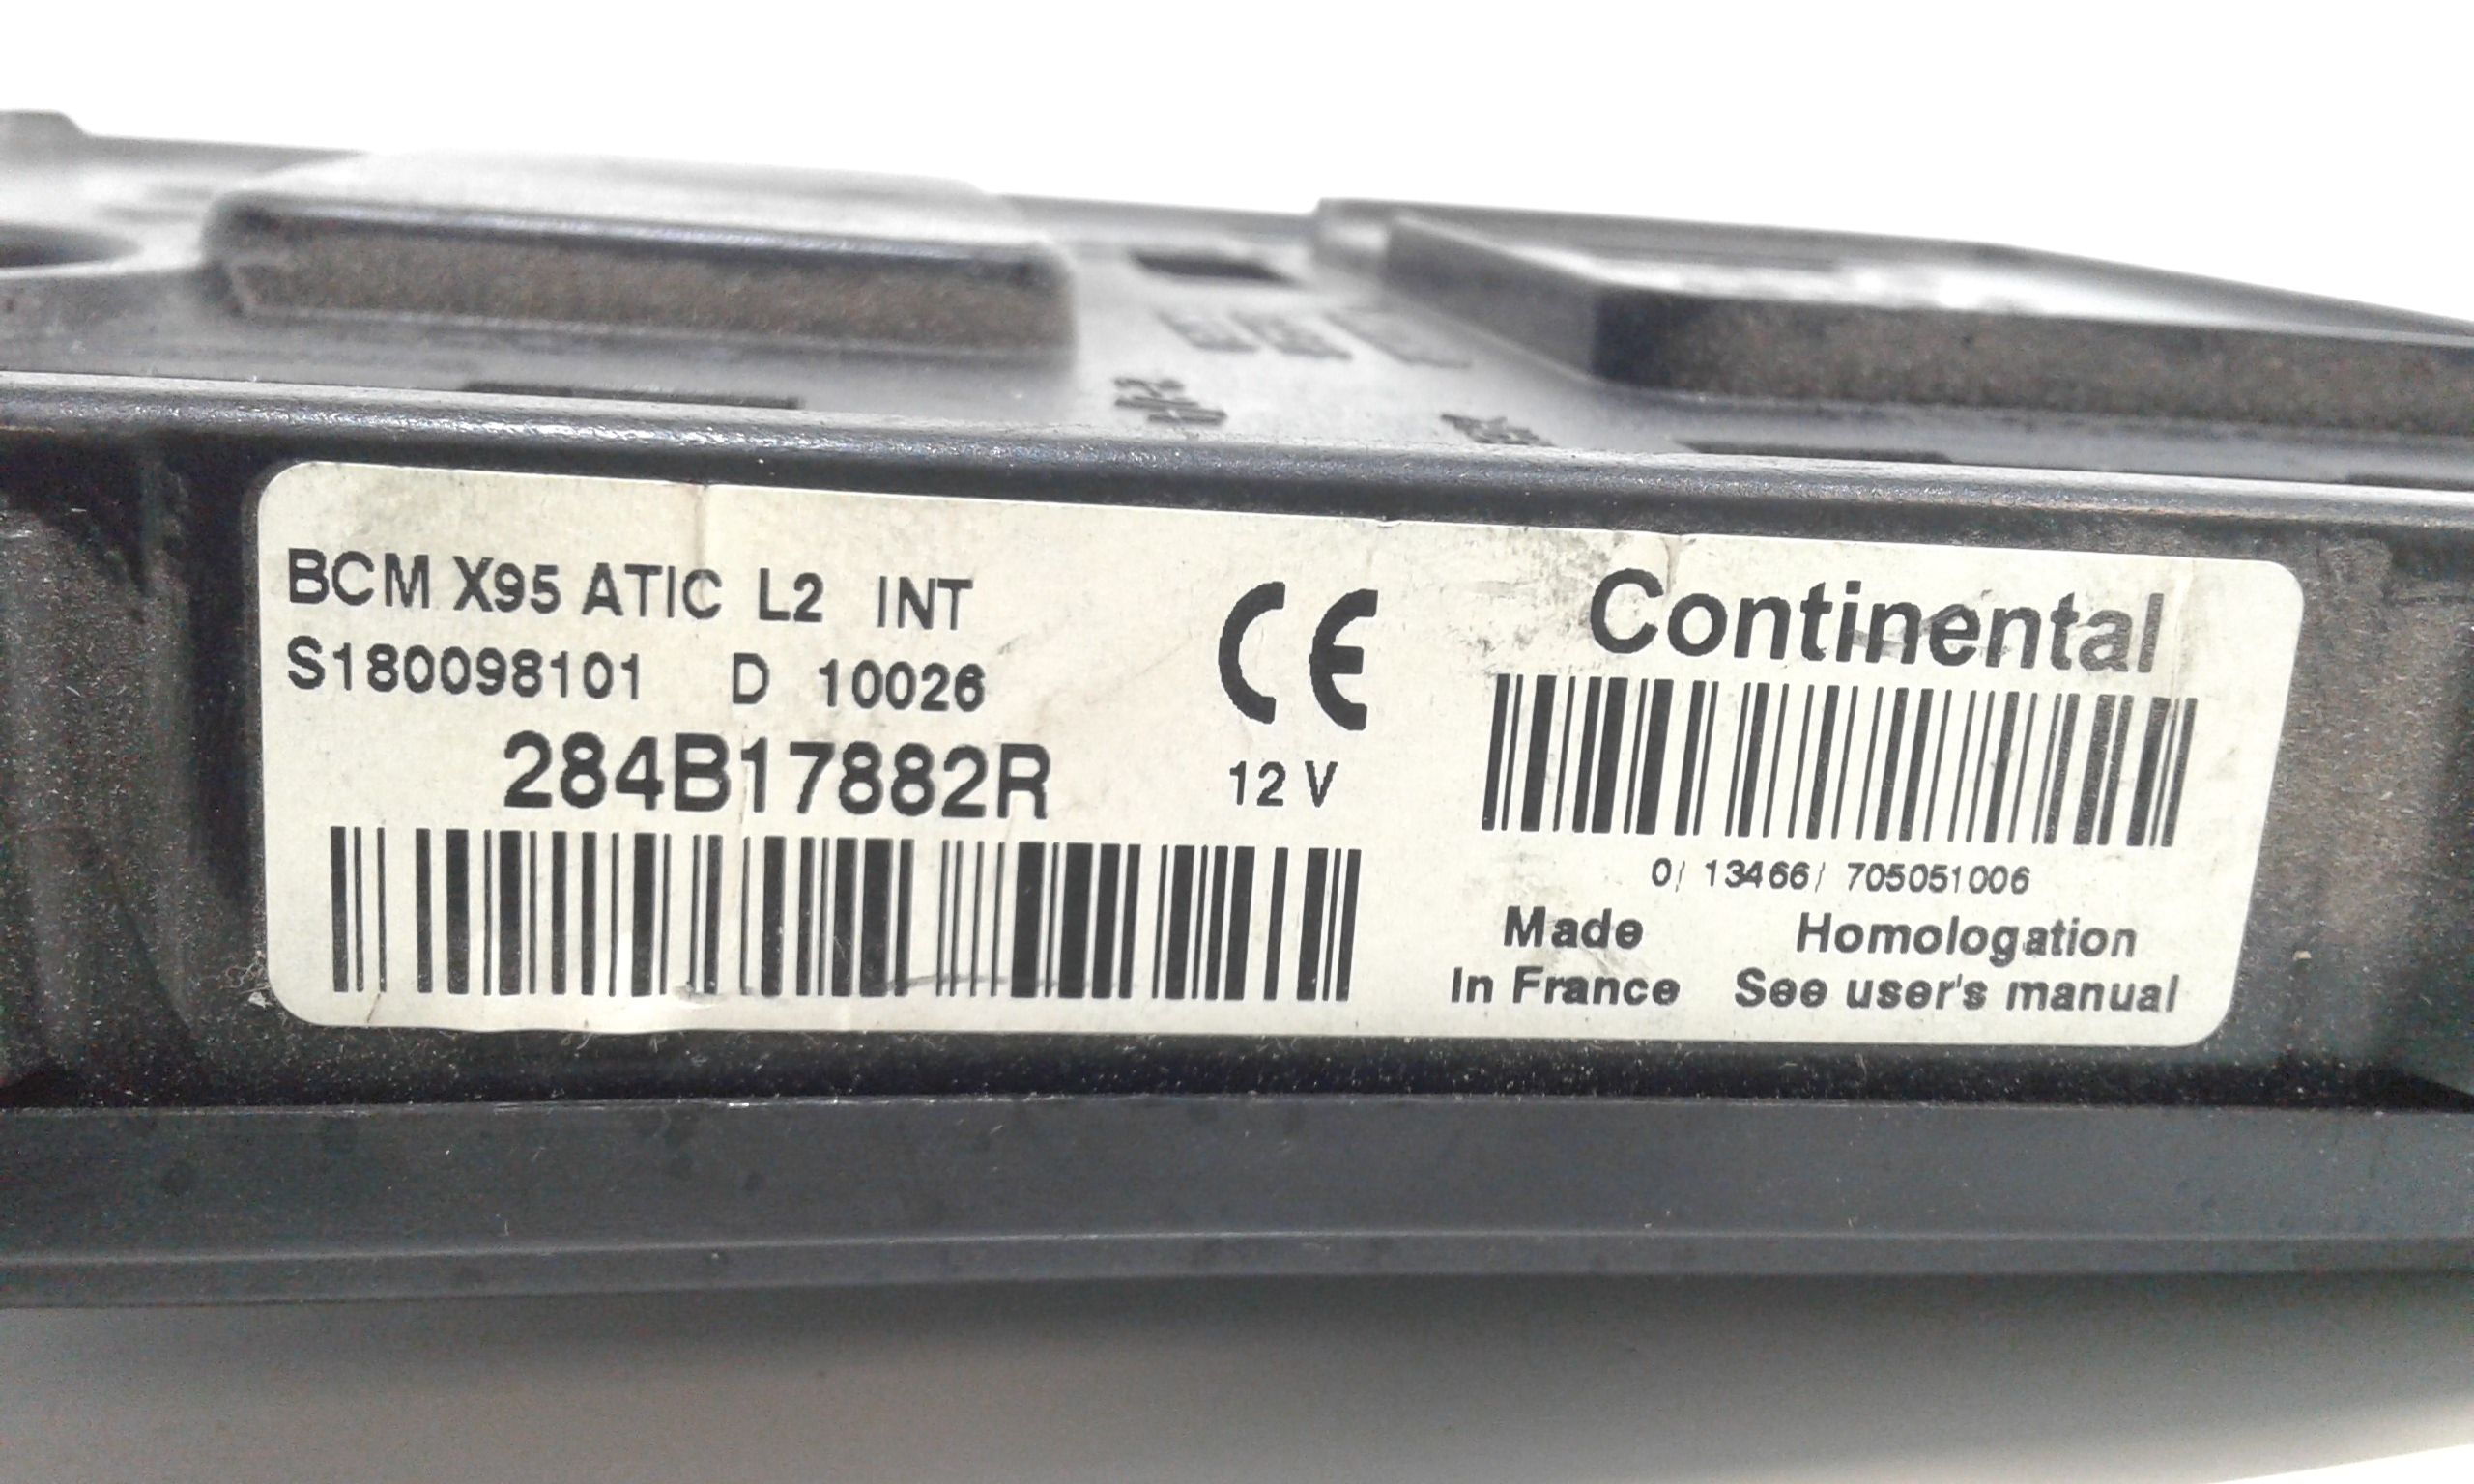 BCM X95 ATIC L2 INT
S180098101 D 10026
284B17882R
CE
12 V
Continental
0/ 13466/ 705051006
Made
In France
Homologation
See user's manual